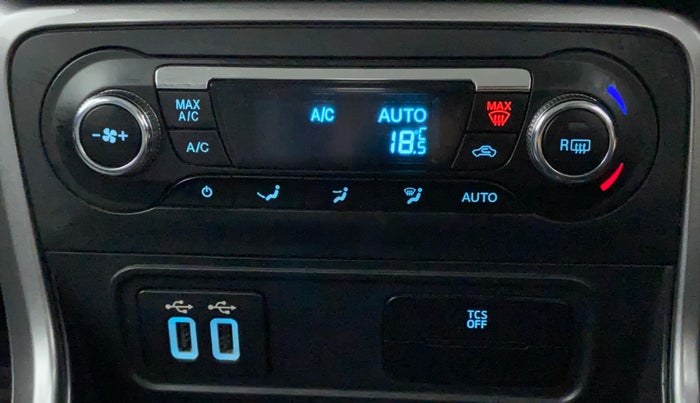 MAX
A/C
A/C AUTO
MAX
A/C
18.5°C
R
AUTO
TCS
OFF